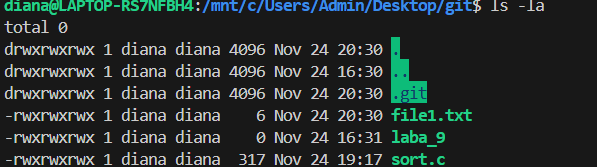 diana@LAPTOP-RS7NFBH4:/mnt/c/Users/Admin/Desktop/git$ ls -la
total 0
drwxrwxrwx 1 diana diana 4096 Nov 24 20:30 .
drwxrwxrwx 1 diana diana 4096 Nov 24 16:30 ..
drwxrwxrwx 1 diana diana 4096 Nov 24 20:30 .git
-rwxrwxrwx 1 diana diana    6 Nov 24 20:30 file1.txt
-rwxrwxrwx 1 diana diana    0 Nov 24 16:31 laba_9
-rwxrwxrwx 1 diana diana  317 Nov 24 19:17 sort.c